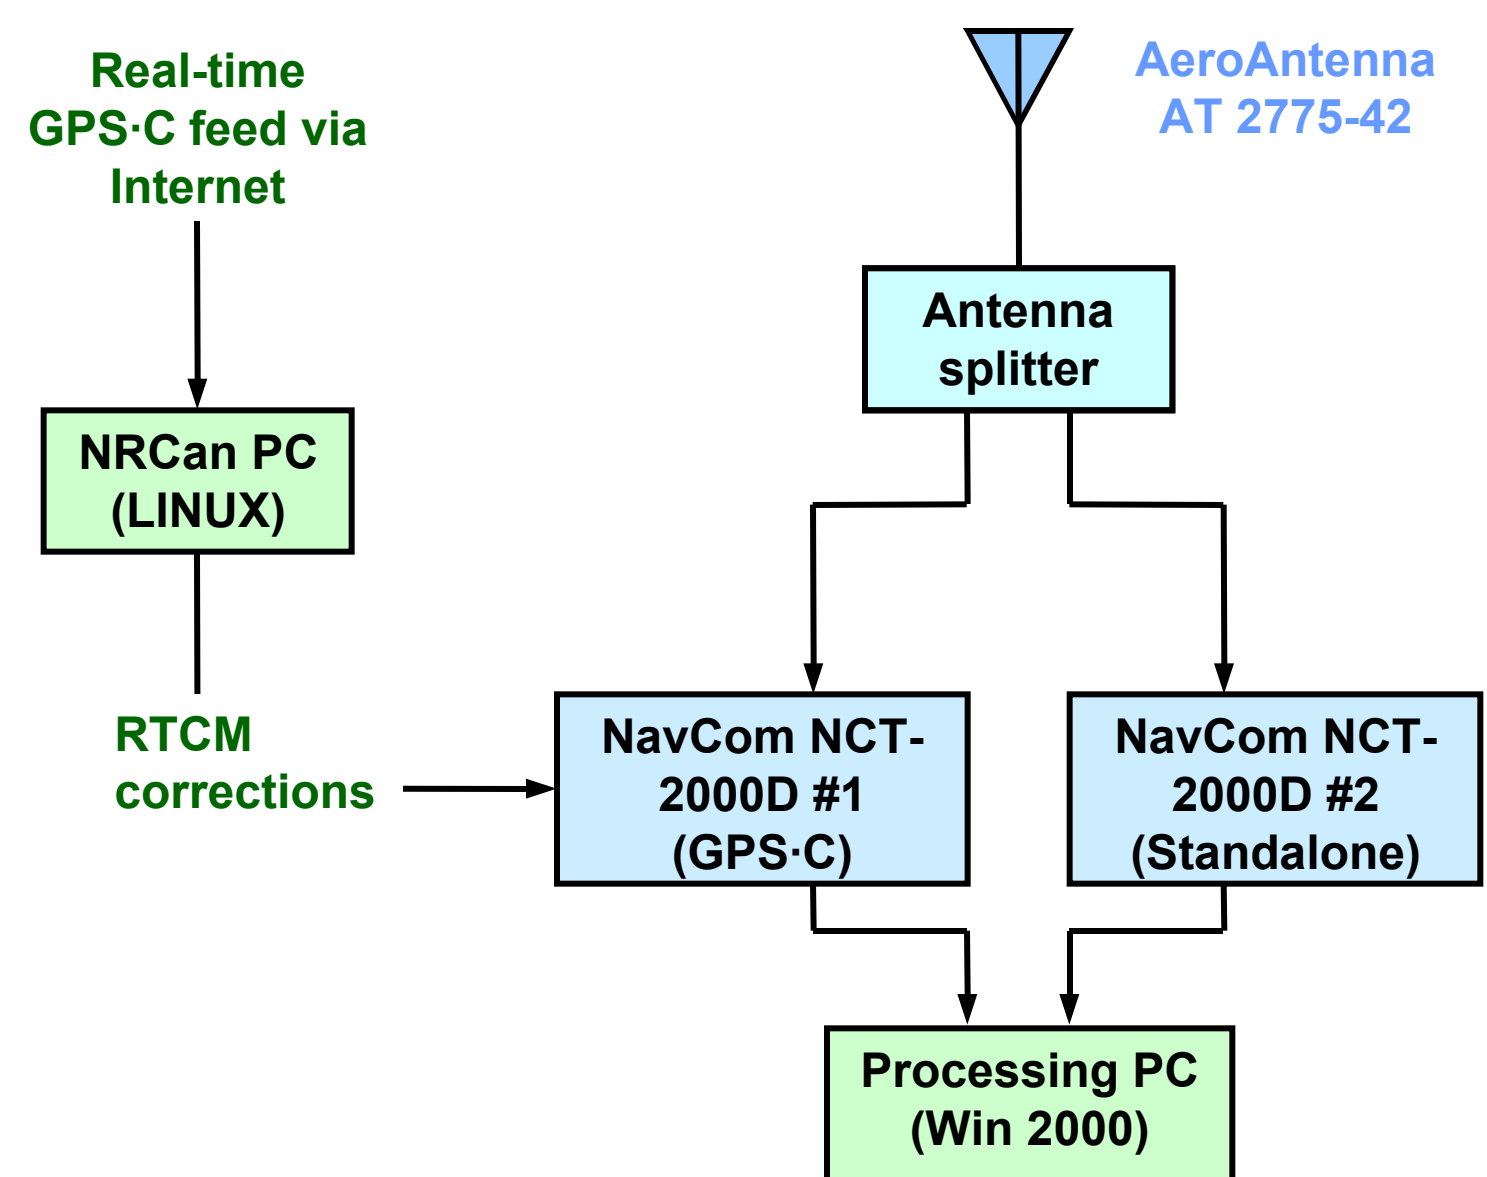 Real-time
GPS·C feed via
Internet
AeroAntenna
AT 2775-42
Antenna
splitter
NRCan PC
(LINUX)
RTCM
corrections
NavCom NCT-
2000D #1
(GPS·C)
NavCom NCT-
2000D #2
(Standalone)
Processing PC
(Win 2000)